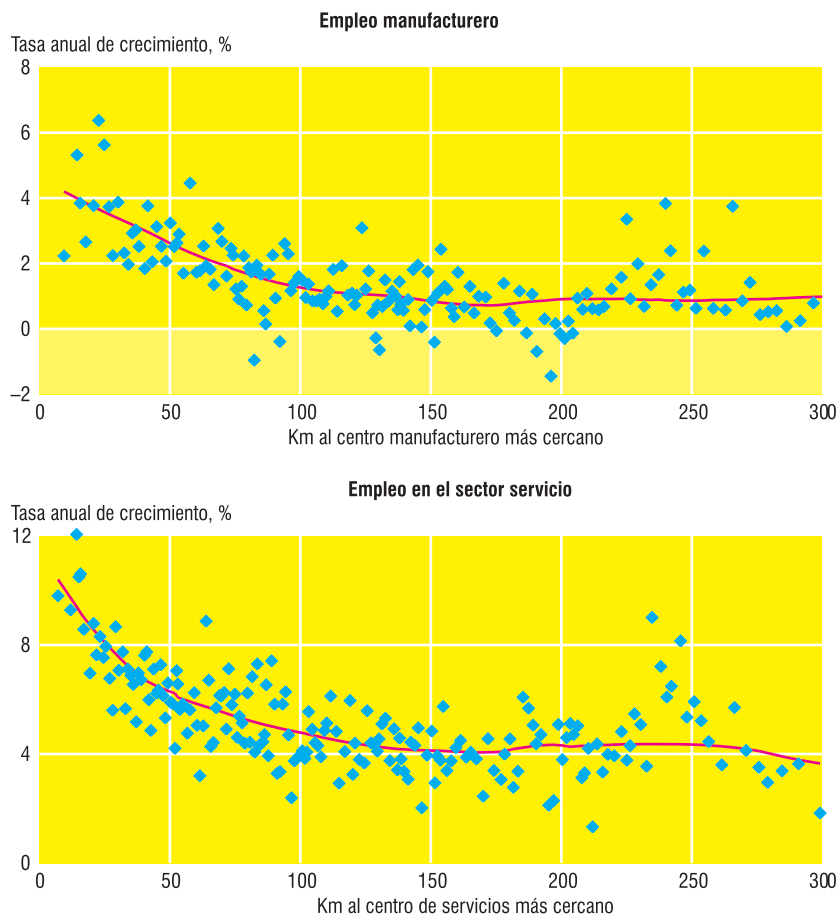 Empleo manufacturero
Tasa anual de crecimiento, %
8
6
4
2
0
–2
0 50 100 150 200 250 300
Km al centro manufacturero más cercano
Empleo en el sector servicio
Tasa anual de crecimiento, %
12
8
4
0
0 50 100 150 200 250 300
Km al centro de servicios más cercano